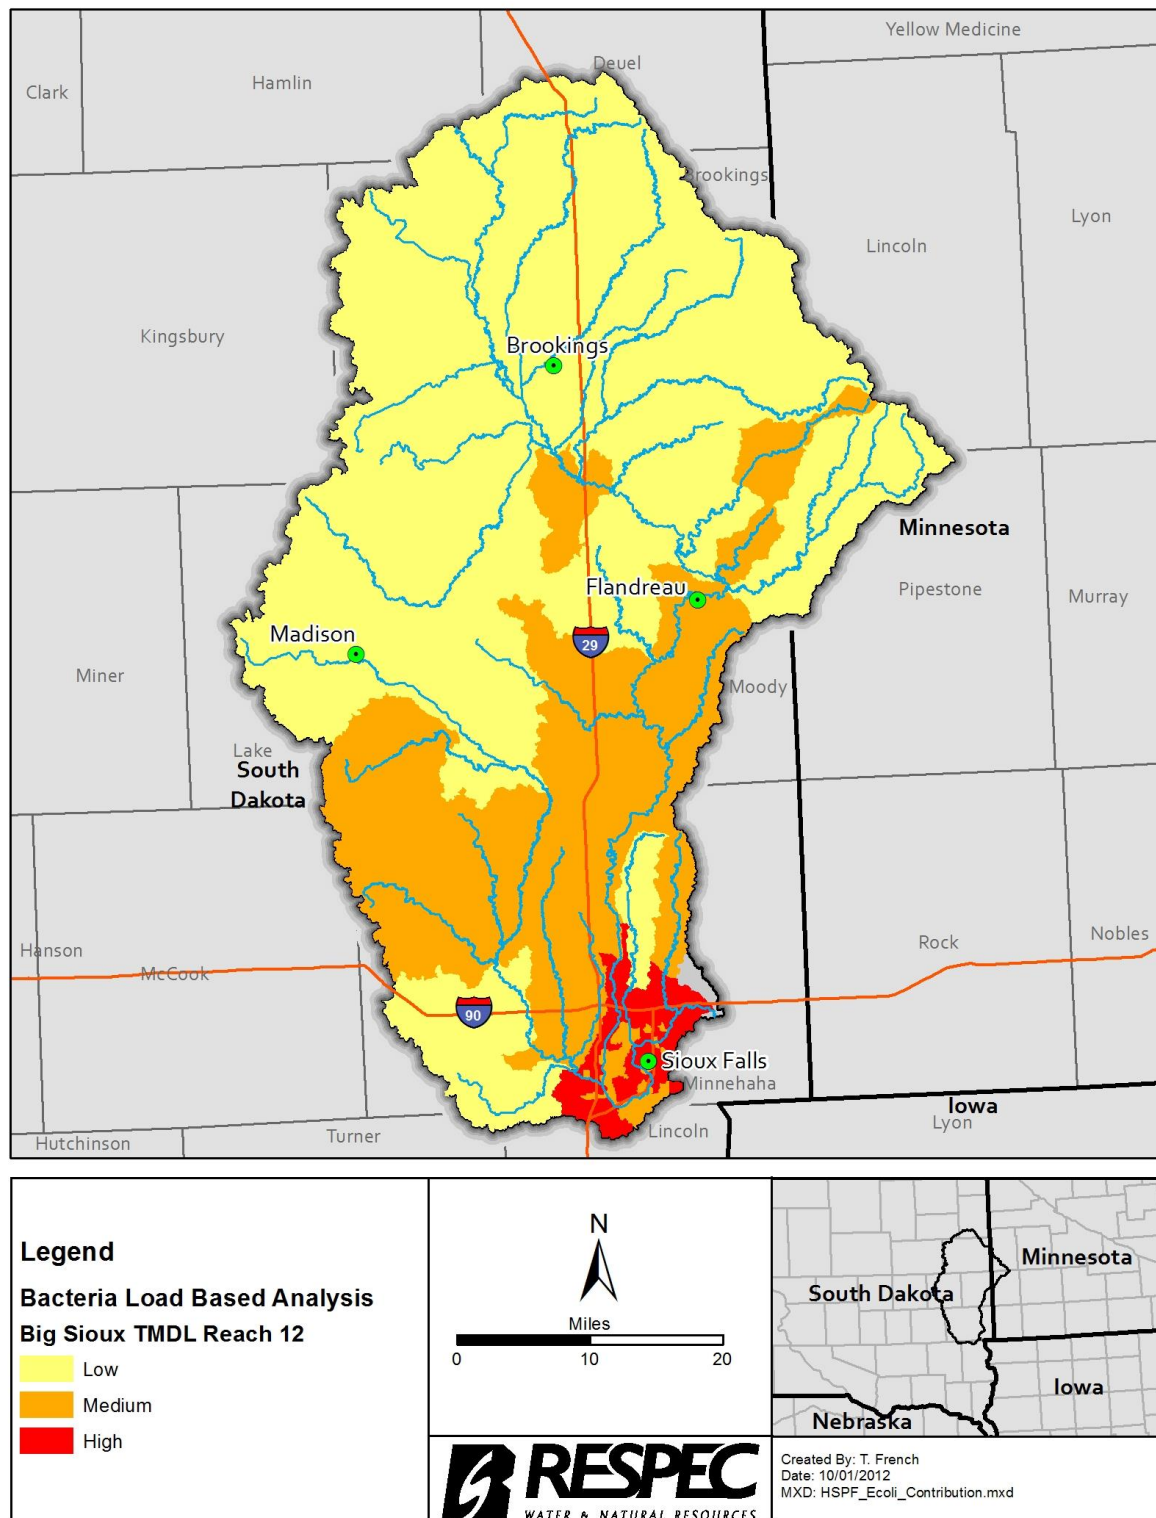 Yellow Medicine
Deuel
Hamlin
Clark
Brookings
Lyon
Lincoln
Kingsbury
Brookings
Minnesota
Flandreau
Pipestone
Murray
Madison
29
Miner
Moody
Lake
South
Dakota
Hanson
McCook
Rock
Nobles
90
Sioux Falls
Minnehaha
Iowa
Lyon
Hutchinson
Turner
Lincoln
Legend
Bacteria Load Based Analysis
Big Sioux TMDL Reach 12
Low
Medium
High
N
Miles
0 10 20
RESPEC
WATER & NATURAL RESOURCES
Minnesota
South Dakota
Iowa
Nebraska
Created By: T. French
Date: 10/01/2012
MXD: HSPF_Ecoli_Contribution.mxd